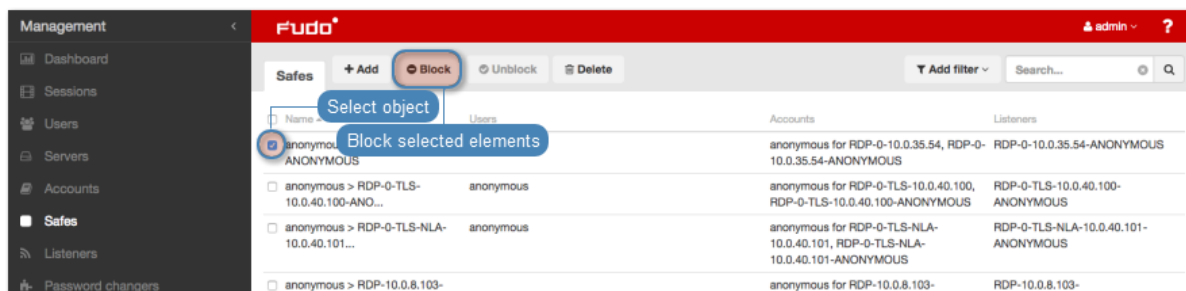 Management
Dashboard
Sessions
Users
Servers
Accounts
Safes
Listeners
Password changers
FUDO
admin
?
Safes
+ Add
Block
Unblock
Delete
Add filter
Search...
Select object
Block selected elements
Name
Users
Accounts
Listeners
ANONYMOUS
anonymous for RDP-0-10.0.35.54, RDP-0-
10.0.35.54-ANONYMOUS
RDP-0-10.0.35.54-ANONYMOUS
anonymous > RDP-0-TLS-
10.0.40.100-ANO...
anonymous
anonymous for RDP-0-TLS-10.0.40.100,
RDP-0-TLS-10.0.40.100-ANONYMOUS
RDP-0-TLS-10.0.40.100-
ANONYMOUS
anonymous > RDP-0-TLS-NLA-
10.0.40.101...
anonymous
anonymous for RDP-0-TLS-NLA-
10.0.40.101, RDP-0-TLS-NLA-
10.0.40.101-ANONYMOUS
RDP-0-TLS-NLA-10.0.40.101-
ANONYMOUS
anonymous > RDP-10.0.8.103-
anonymous for RDP-10.0.8.103-
RDP-10.0.8.103-